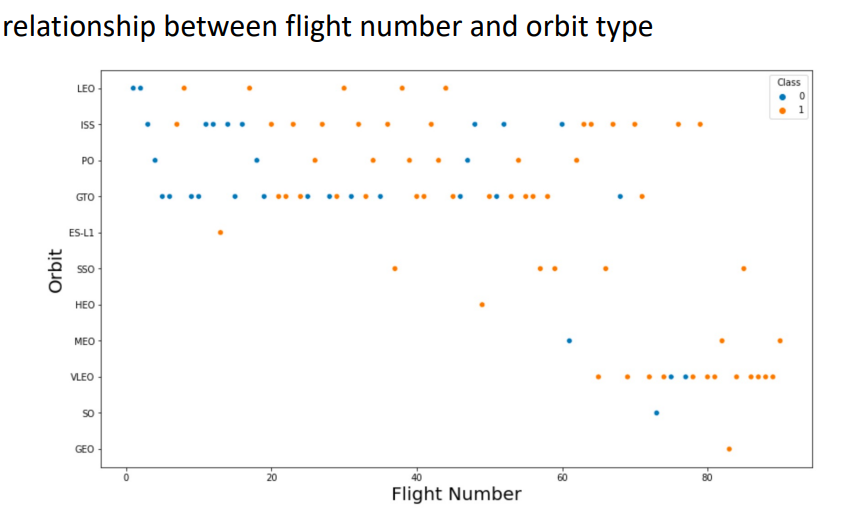 relationship between flight number and orbit type
Class
0
1
LEO
ISS
PO
GTO
ES-L1
SSO
HEO
MEO
VLEO
SO
GEO
Orbit
0 20 40 60 80
Flight Number